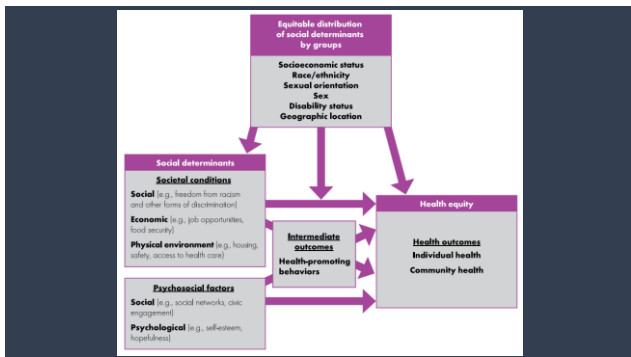 Equitable distribution
of social determinants
by groups
Socioeconomic status
Race/ethnicity
Sexual orientation
Sex
Disability status
Geographic location
Social determinants
Societal conditions
Social (e.g., freedom from racism
and other forms of discrimination)
Economic (e.g., job opportunities,
food security)
Physical environment (e.g., housing,
safety, access to health care)
Psychosocial factors
Social (e.g., social networks, civic
engagement)
Psychological (e.g., self-esteem,
hopefulness)
Intermediate
outcomes
Health-promoting
behaviors
Health equity
Health outcomes
Individual health
Community health